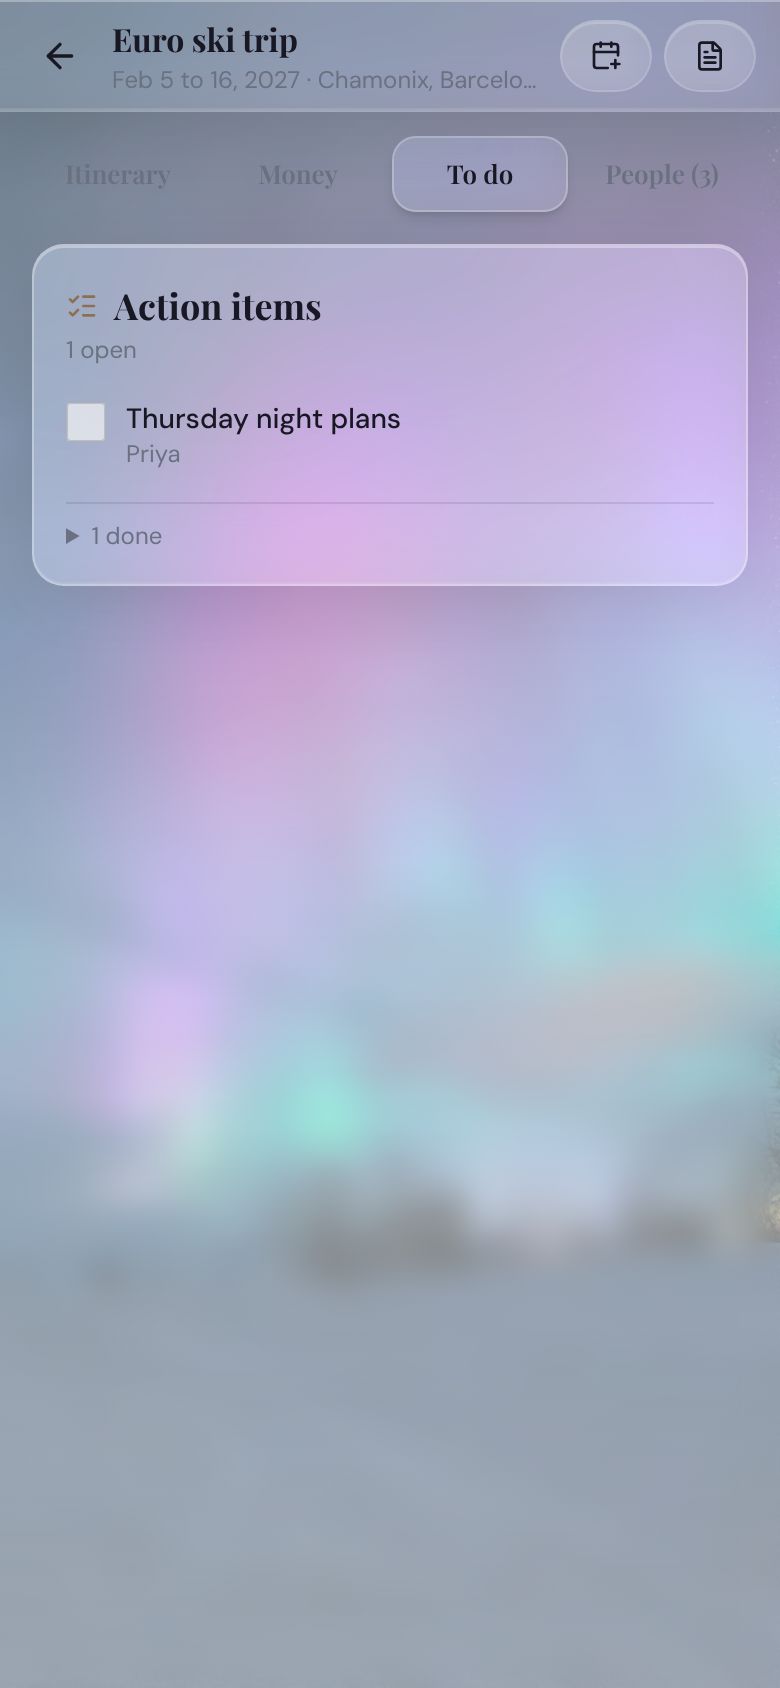 Euro ski trip
Feb 5 to 16, 2027 · Chamonix, Barcelo...
Itinerary
Money
To do
People (3)
Action items
1 open
Thursday night plans
Priya
1 done